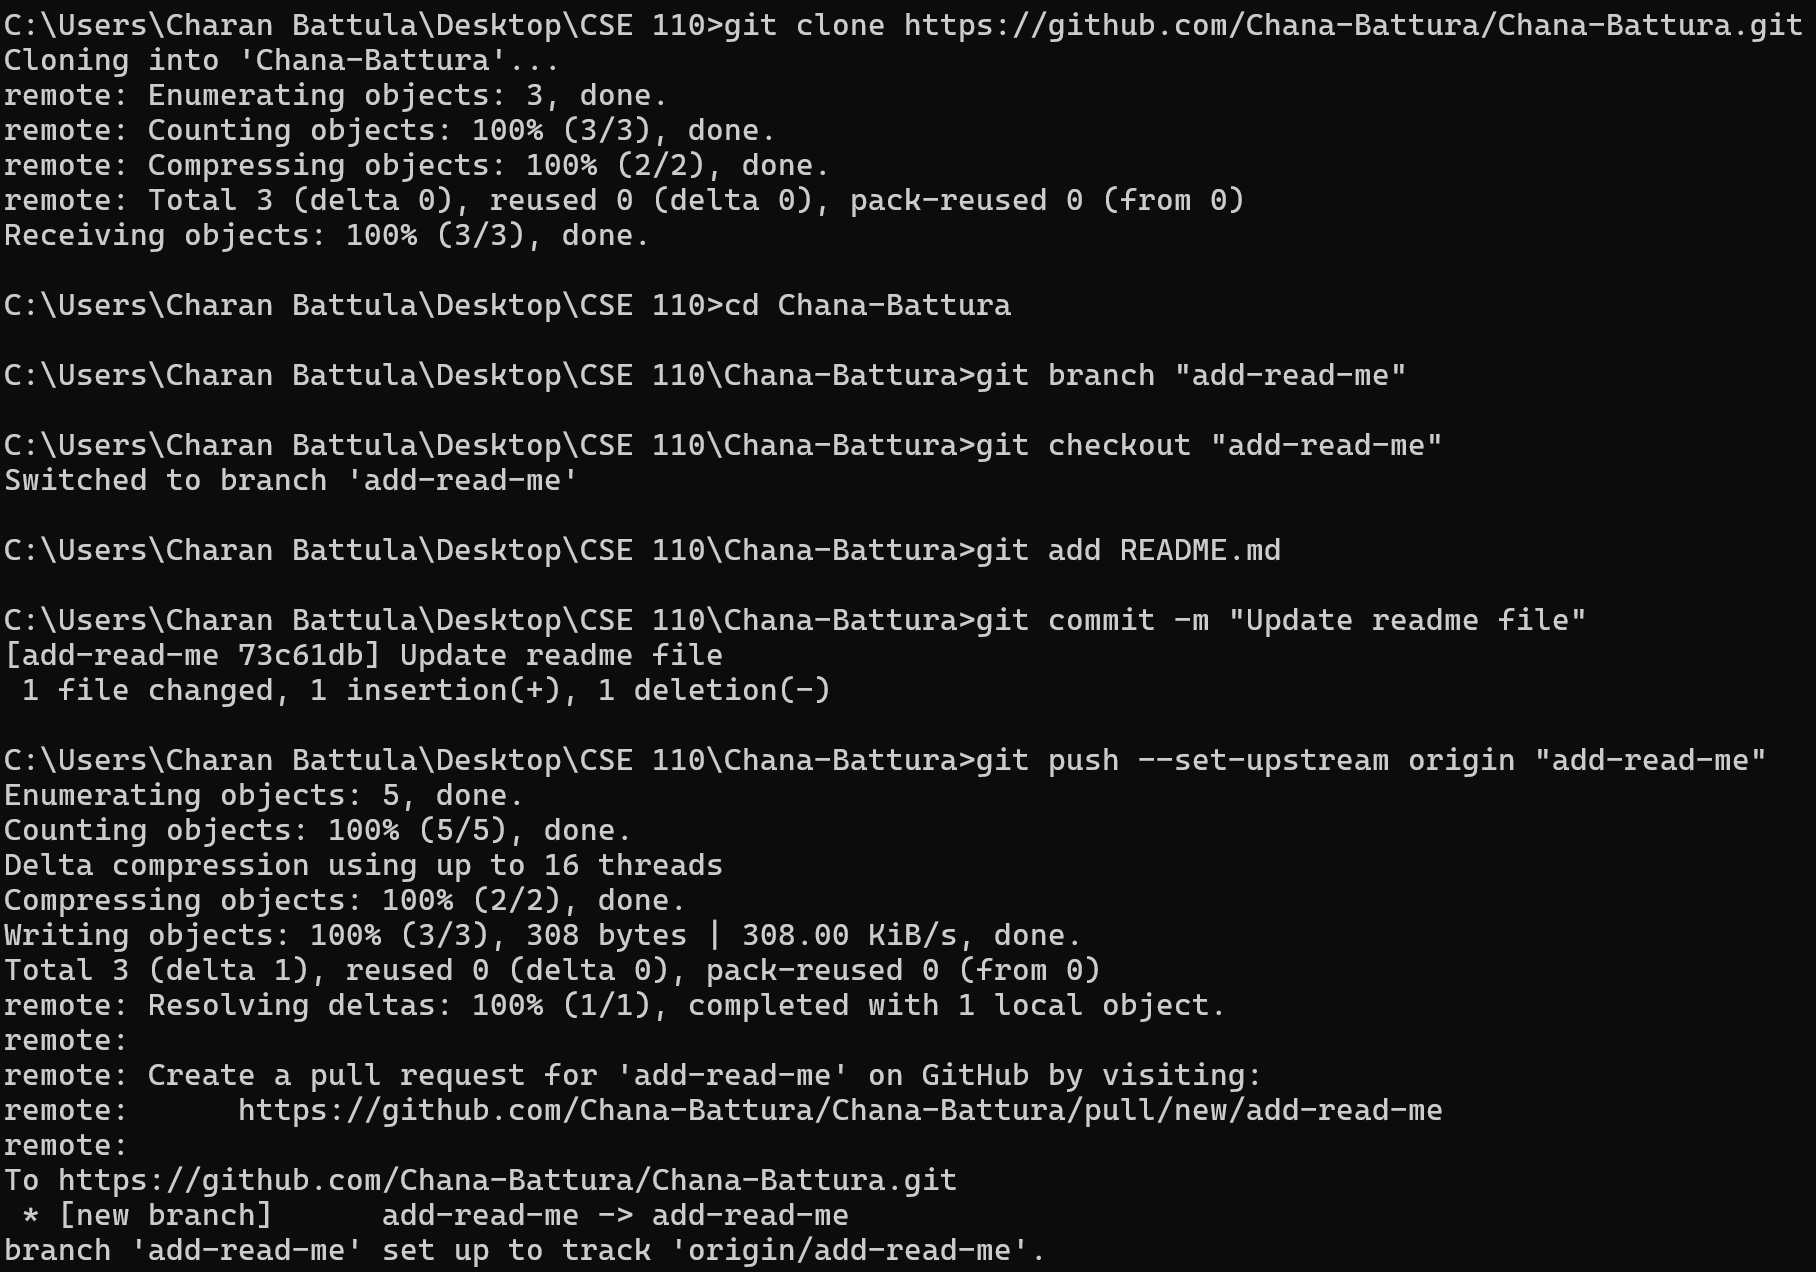 C:\Users\Charan Battula\Desktop\CSE 110>git clone https://github.com/Chana-Battura/Chana-Battura.git
Cloning into 'Chana-Battura'...
remote: Enumerating objects: 3, done.
remote: Counting objects: 100% (3/3), done.
remote: Compressing objects: 100% (2/2), done.
remote: Total 3 (delta 0), reused 0 (delta 0), pack-reused 0 (from 0)
Receiving objects: 100% (3/3), done.
C:\Users\Charan Battula\Desktop\CSE 110>cd Chana-Battura
C:\Users\Charan Battula\Desktop\CSE 110\Chana-Battura>git branch "add-read-me"
C:\Users\Charan Battula\Desktop\CSE 110\Chana-Battura>git checkout "add-read-me"
Switched to branch 'add-read-me'
C:\Users\Charan Battula\Desktop\CSE 110\Chana-Battura>git add README.md
C:\Users\Charan Battula\Desktop\CSE 110\Chana-Battura>git commit -m "Update readme file"
[add-read-me 73c61db] Update readme file
 1 file changed, 1 insertion(+), 1 deletion(-)
C:\Users\Charan Battula\Desktop\CSE 110\Chana-Battura>git push --set-upstream origin "add-read-me"
Enumerating objects: 5, done.
Counting objects: 100% (5/5), done.
Delta compression using up to 16 threads
Compressing objects: 100% (2/2), done.
Writing objects: 100% (3/3), 308 bytes | 308.00 KiB/s, done.
Total 3 (delta 1), reused 0 (delta 0), pack-reused 0 (from 0)
remote: Resolving deltas: 100% (1/1), completed with 1 local object.
remote:
remote: Create a pull request for 'add-read-me' on GitHub by visiting:
remote:      https://github.com/Chana-Battura/Chana-Battura/pull/new/add-read-me
remote:
To https://github.com/Chana-Battura/Chana-Battura.git
 * [new branch]      add-read-me -> add-read-me
branch 'add-read-me' set up to track 'origin/add-read-me'.